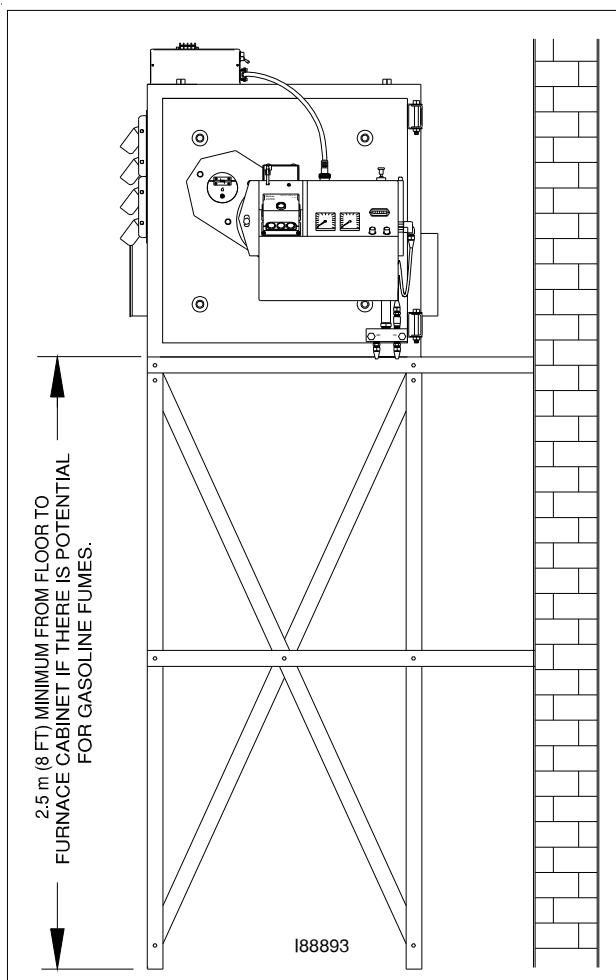 2.5 m (8 FT) MINIMUM FROM FLOOR TO
FURNACE CABINET IF THERE IS POTENTIAL
FOR GASOLINE FUMES.
I88893